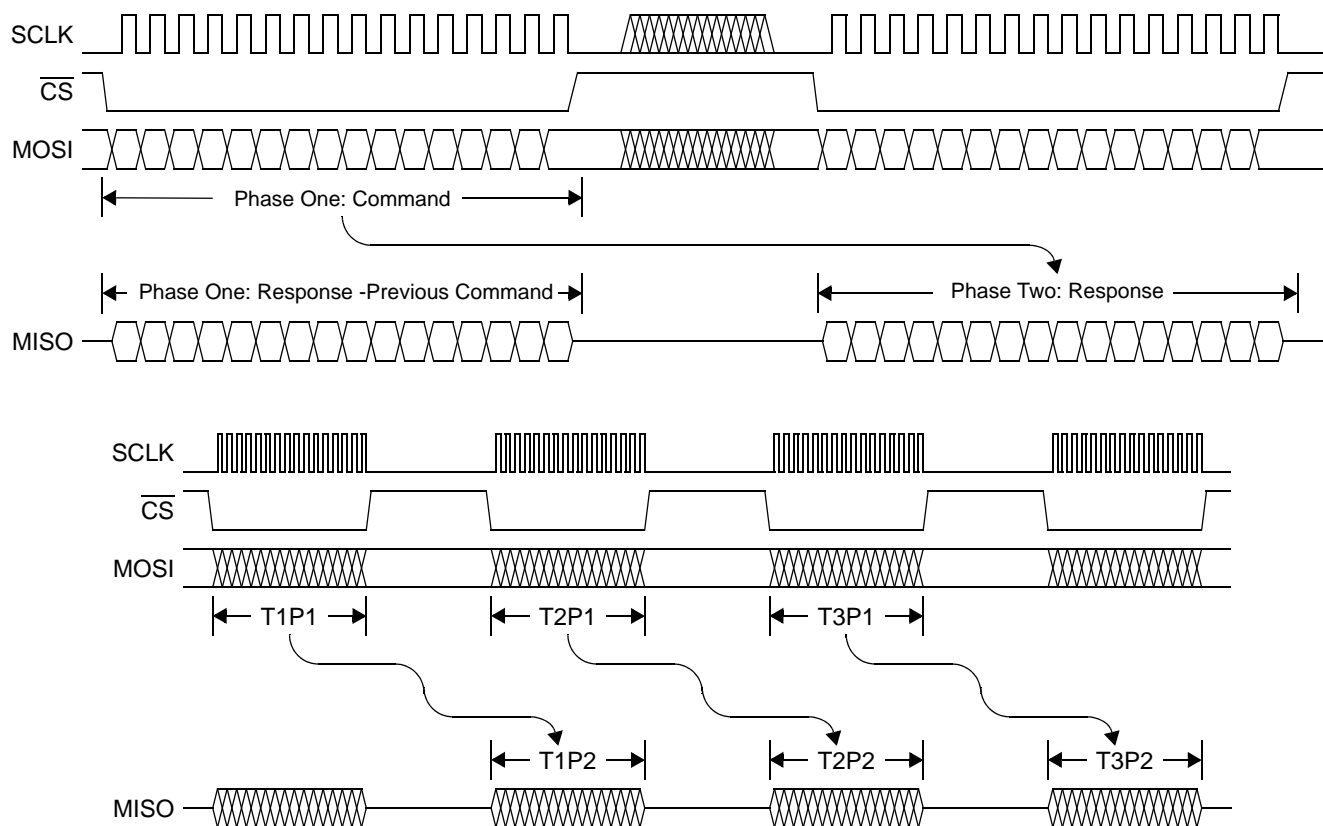 SCLK
CS
MOSI
Phase One: Command
Phase One: Response -Previous Command
Phase Two: Response
MISO
SCLK
CS
MOSI
T1P1
T2P1
T3P1
T1P2
T2P2
T3P2
MISO